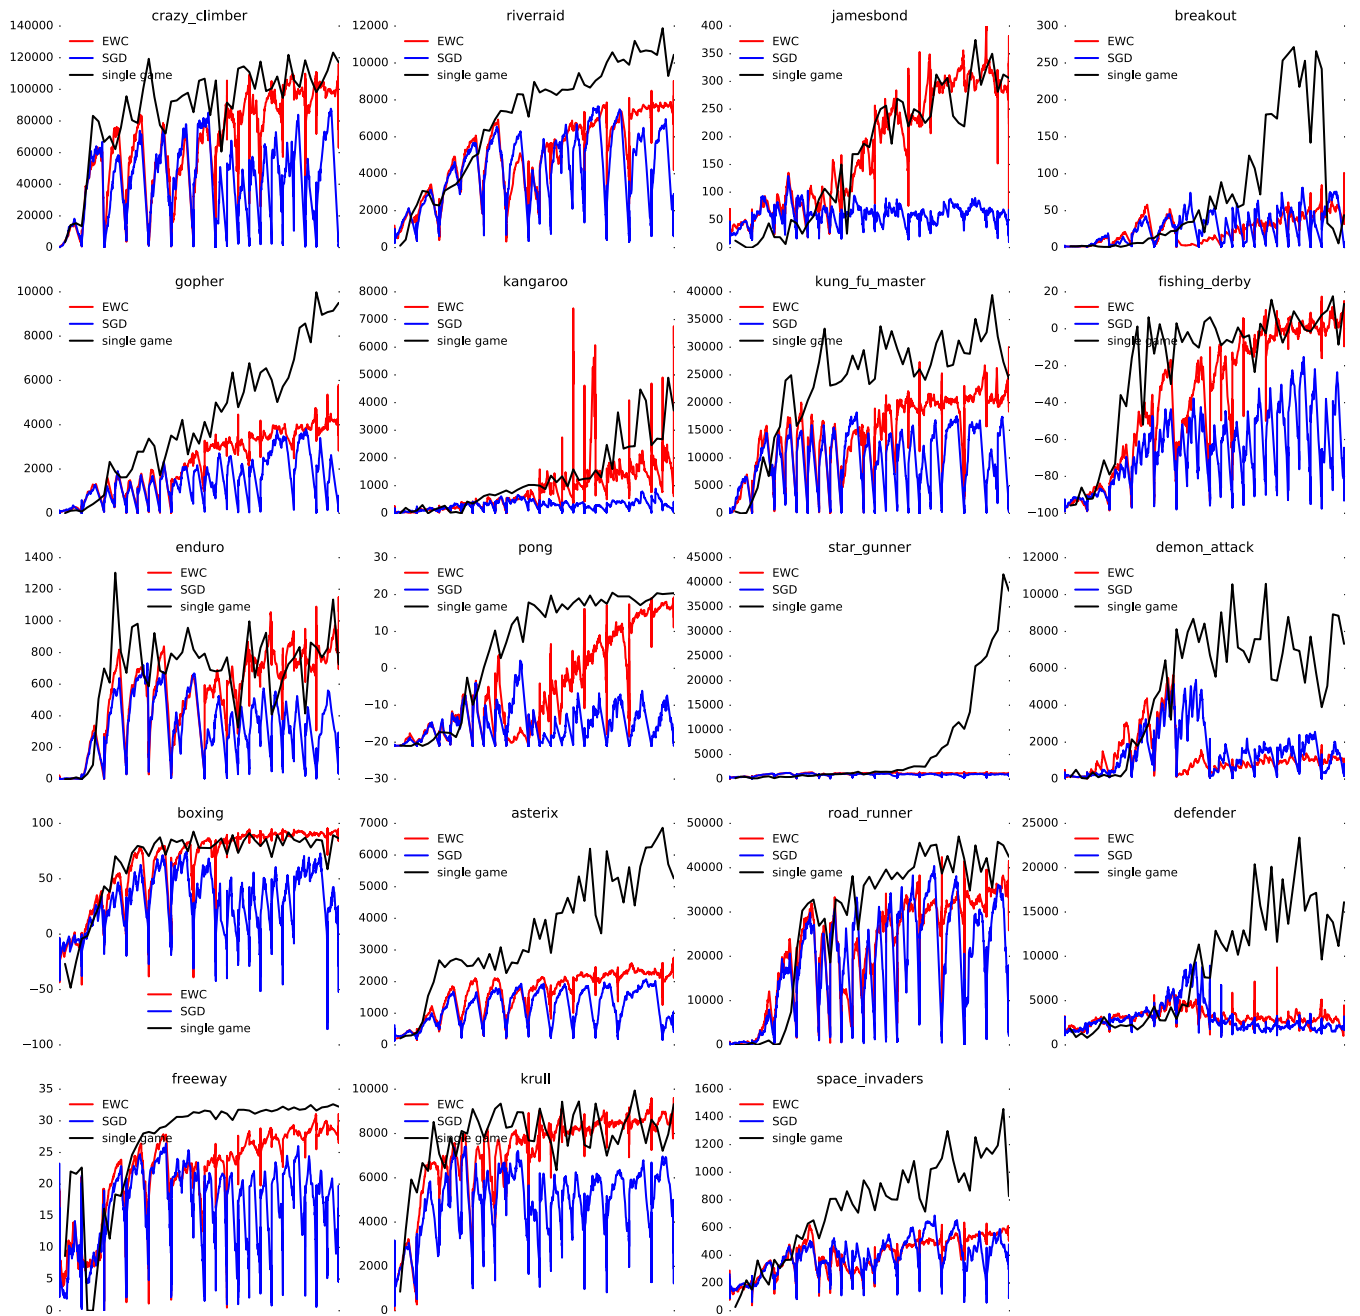 crazy_climber
140000
120000
100000
80000
60000
40000
20000
0
EWC
SGD
single game
riverraid
12000
10000
8000
6000
4000
2000
0
EWC
SGD
single game
jamesbond
400
350
300
250
200
150
100
50
0
EWC
SGD
single game
breakout
300
250
200
150
100
50
0
EWC
SGD
single game
gopher
10000
8000
6000
4000
2000
0
EWC
SGD
single game
kangaroo
8000
7000
6000
5000
4000
3000
2000
1000
0
EWC
SGD
single game
kung_fu_master
40000
35000
30000
25000
20000
15000
10000
5000
0
EWC
SGD
single game
fishing_derby
20
0
−20
−40
−60
−80
−100
EWC
SGD
single game
enduro
1400
1200
1000
800
600
400
200
0
EWC
SGD
single game
pong
30
20
10
0
−10
−20
−30
EWC
SGD
single game
star_gunner
45000
40000
35000
30000
25000
20000
15000
10000
5000
0
EWC
SGD
single game
demon_attack
12000
10000
8000
6000
4000
2000
0
EWC
SGD
single game
boxing
100
50
0
−50
−100
EWC
SGD
single game
asterix
7000
6000
5000
4000
3000
2000
1000
0
EWC
SGD
single game
road_runner
50000
40000
30000
20000
10000
0
EWC
SGD
single game
defender
25000
20000
15000
10000
5000
0
EWC
SGD
single game
freeway
35
30
25
20
15
10
5
0
EWC
SGD
single game
krull
10000
8000
6000
4000
2000
0
EWC
SGD
single game
space_invaders
1600
1400
1200
1000
800
600
400
200
0
EWC
SGD
single game